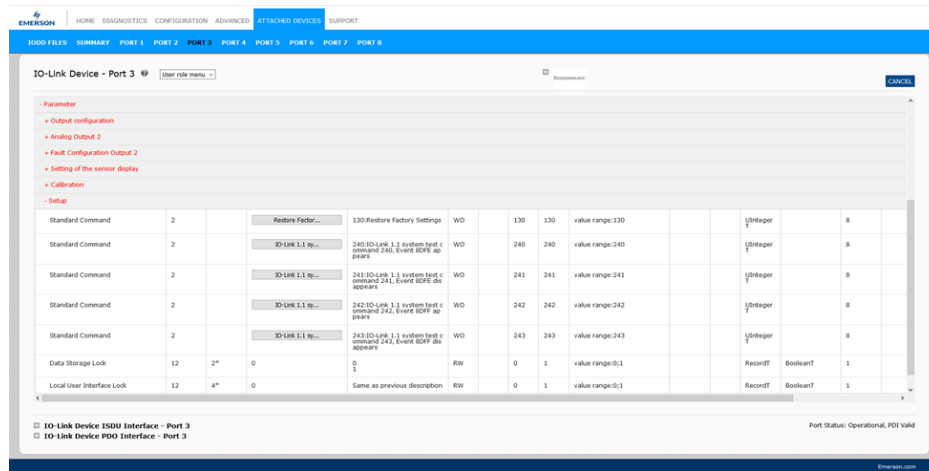 EMERSON
HOME DIAGNOSTICS CONFIGURATION ADVANCED ATTACHED DEVICES SUPPORT
IODD FILES SUMMARY PORT 1 PORT 2 PORT 3 PORT 4 PORT 5 PORT 6 PORT 7 PORT 8
IO-Link Device - Port 3 User role menu
ROSEMOUNT
CANCEL
- Parameter
+ Output configuration
+ Analog Output 2
+ Fault Configuration Output 2
+ Setting of the sensor display
+ Calibration
- Setup
Standard Command 2 Restore Factor... 130:Restore Factory Settings WO 130 130 value range:130 UInteger 8
T
Standard Command 2 IO-Link 1.1 sy... 240:IO-Link 1.1 system test c WO 240 240 value range:240 UInteger 8
ommand 240, Event 8DFE ap T
pears
Standard Command 2 IO-Link 1.1 sy... 241:IO-Link 1.1 system test c WO 241 241 value range:241 UInteger 8
ommand 241, Event 8DFE dis T
appears
Standard Command 2 IO-Link 1.1 sy... 242:IO-Link 1.1 system test c WO 242 242 value range:242 UInteger 8
ommand 242, Event 8DFF ap T
pears
Standard Command 2 IO-Link 1.1 sy... 243:IO-Link 1.1 system test c WO 243 243 value range:243 UInteger 8
ommand 243, Event 8DFF dis T
appears
Data Storage Lock 12 2* 0 0 RW 0 1 value range:0;1 RecordT BooleanT 1
1
Local User Interface Lock 12 4* 0 Same as previous description RW 0 1 value range:0;1 RecordT BooleanT 1
IO-Link Device ISDU Interface - Port 3 Port Status: Operational, PDI Valid
IO-Link Device PDO Interface - Port 3
Emerson.com